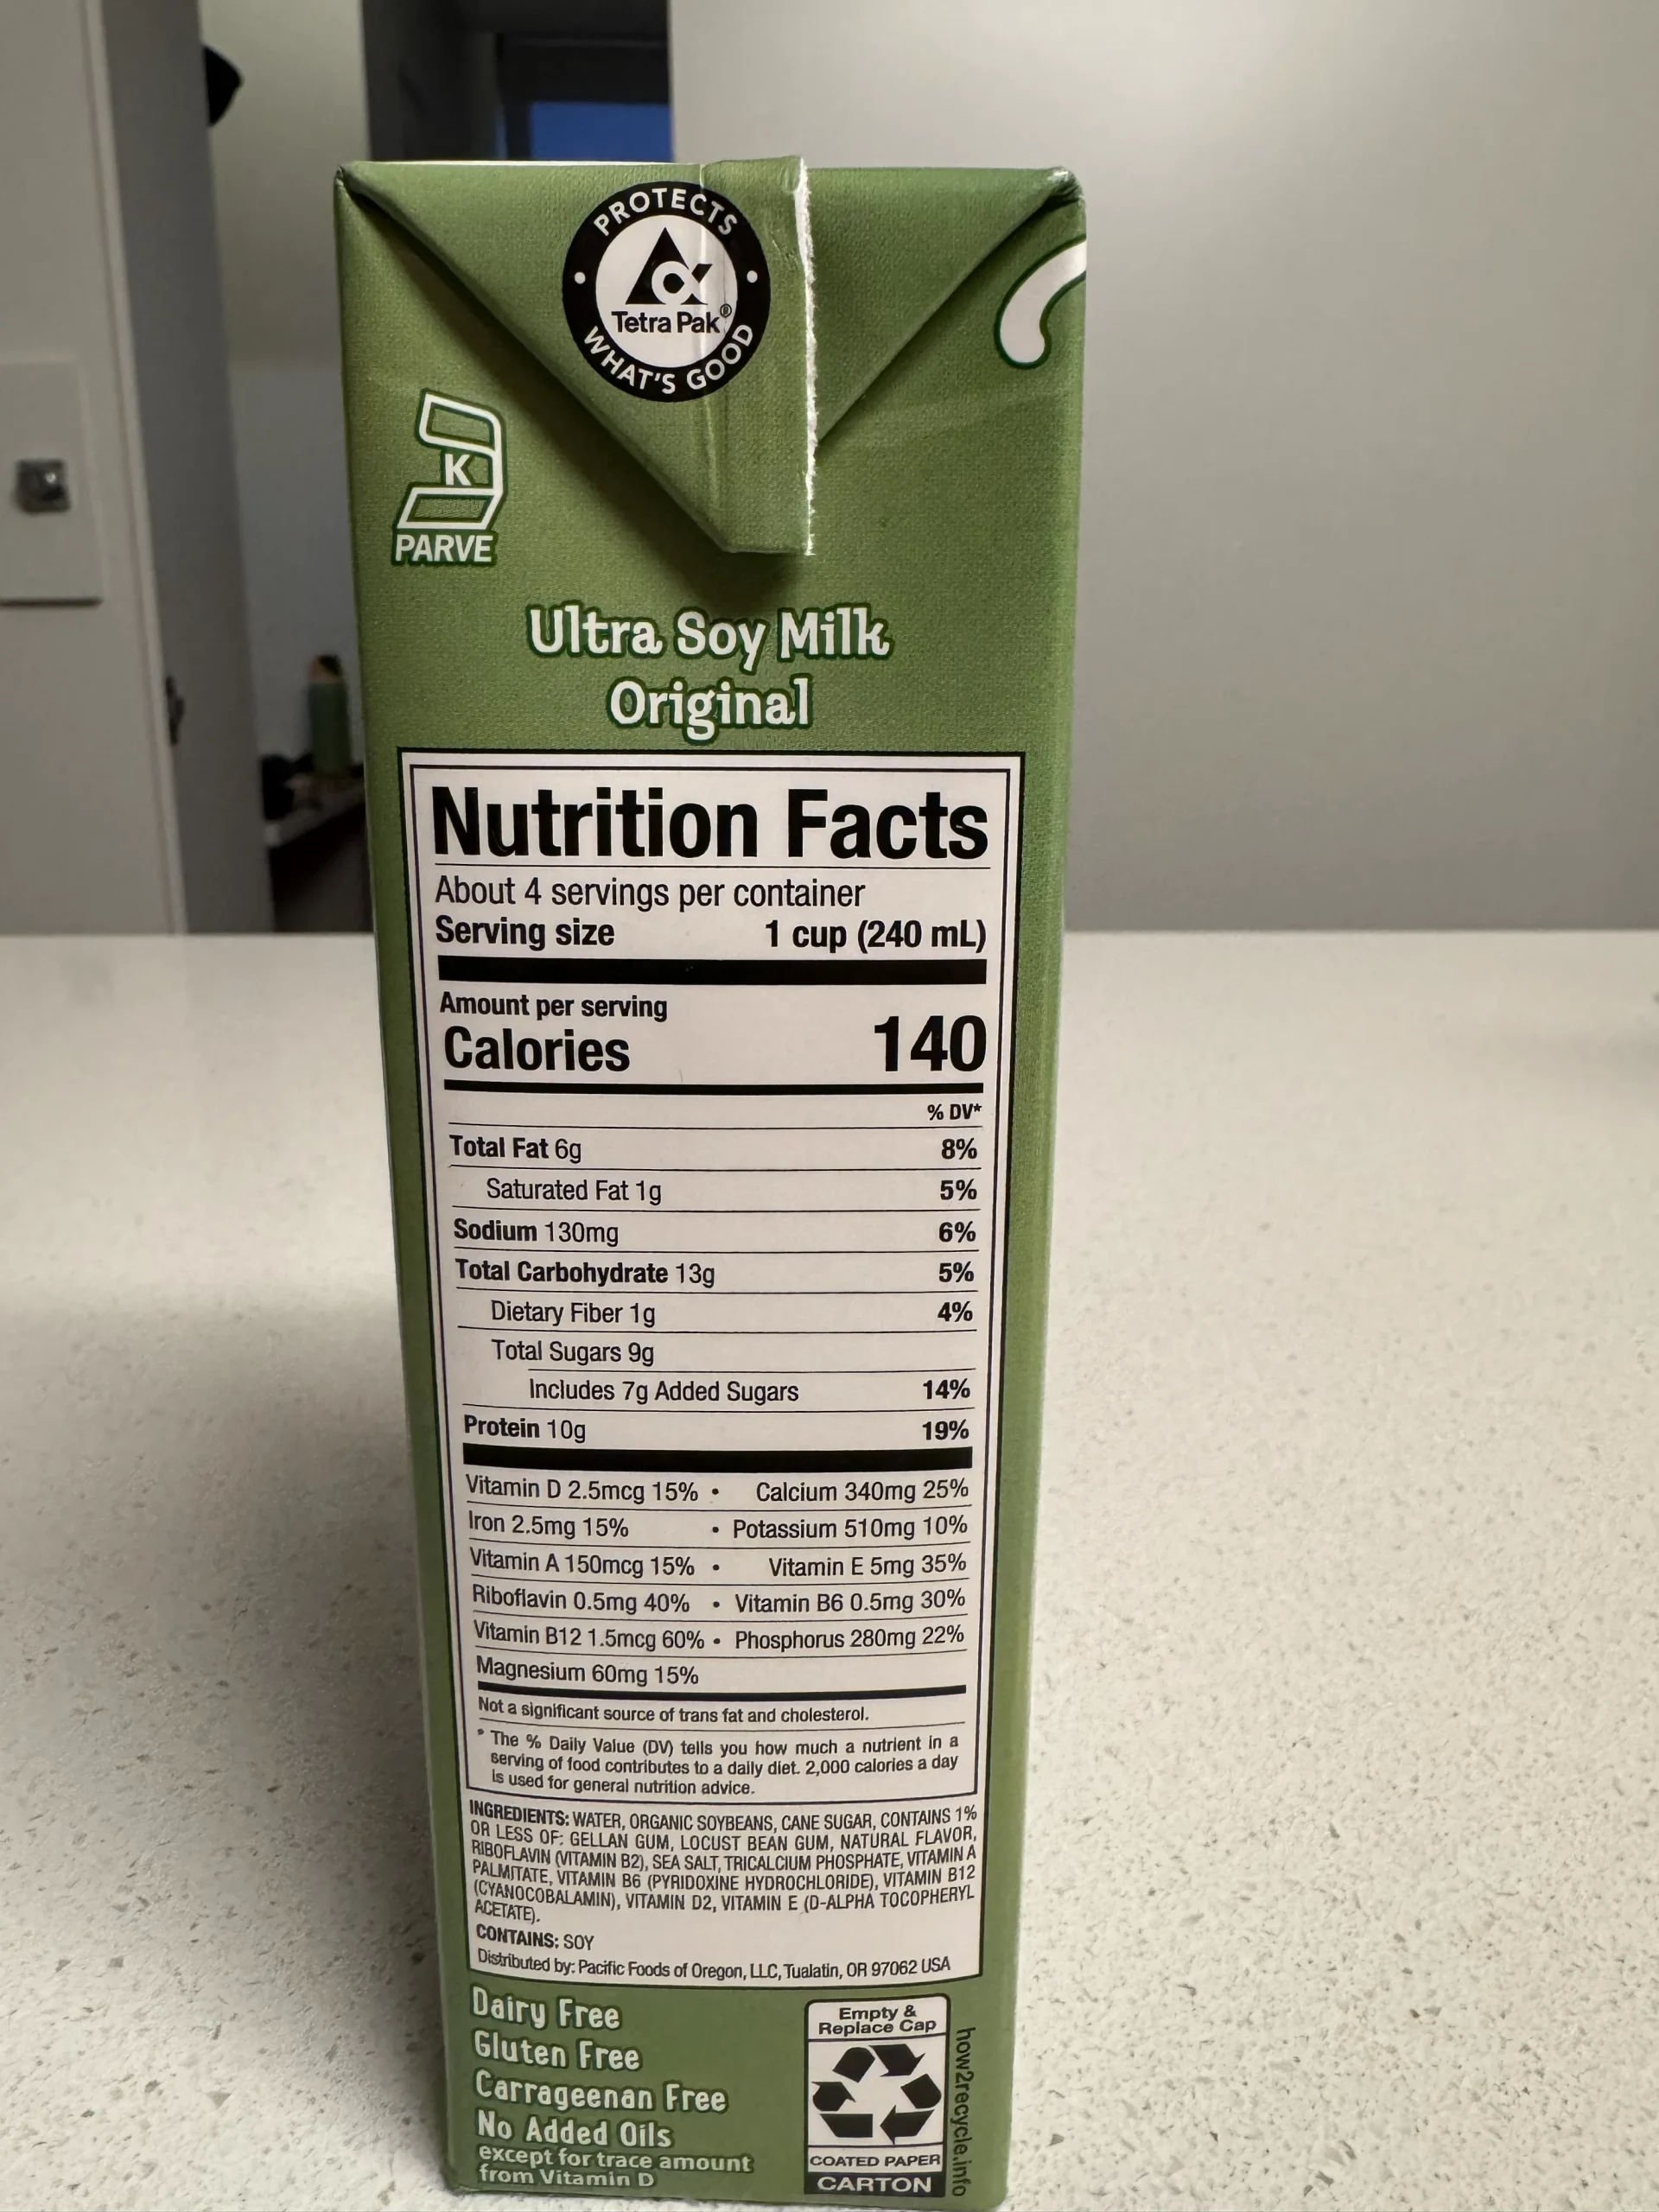 PROTECTS
Tetra Pak®
WHAT'S GOOD
K
PARVE
Ultra Soy Milk
Original
Nutrition Facts
About 4 servings per container
Serving size 1 cup (240 mL)
Amount per serving
Calories 140
% DV*
Total Fat 6g 8%
Saturated Fat 1g 5%
Sodium 130mg 6%
Total Carbohydrate 13g 5%
Dietary Fiber 1g 4%
Total Sugars 9g
Includes 7g Added Sugars 14%
Protein 10g 19%
Vitamin D 2.5mcg 15% • Calcium 340mg 25%
Iron 2.5mg 15% • Potassium 510mg 10%
Vitamin A 150mcg 15% • Vitamin E 5mg 35%
Riboflavin 0.5mg 40% • Vitamin B6 0.5mg 30%
Vitamin B12 1.5mcg 60% • Phosphorus 280mg 22%
Magnesium 60mg 15%
Not a significant source of trans fat and cholesterol.
* The % Daily Value (DV) tells you how much a nutrient in a
serving of food contributes to a daily diet. 2,000 calories a day
is used for general nutrition advice.
INGREDIENTS: WATER, ORGANIC SOYBEANS, CANE SUGAR, CONTAINS 1%
OR LESS OF: GELLAN GUM, LOCUST BEAN GUM, NATURAL FLAVOR,
RIBOFLAVIN (VITAMIN B2), SEA SALT, TRICALCIUM PHOSPHATE, VITAMIN A
PALMITATE, VITAMIN B6 (PYRIDOXINE HYDROCHLORIDE), VITAMIN B12
(CYANOCOBALAMIN), VITAMIN D2, VITAMIN E (D-ALPHA TOCOPHERYL
ACETATE).
CONTAINS: SOY
Distributed by: Pacific Foods of Oregon, LLC, Tualatin, OR 97062 USA
Dairy Free
Gluten Free
Carrageenan Free
No Added Oils
except for trace amount
from Vitamin D
Empty &
Replace Cap
COATED PAPER
CARTON
how2recycle.info